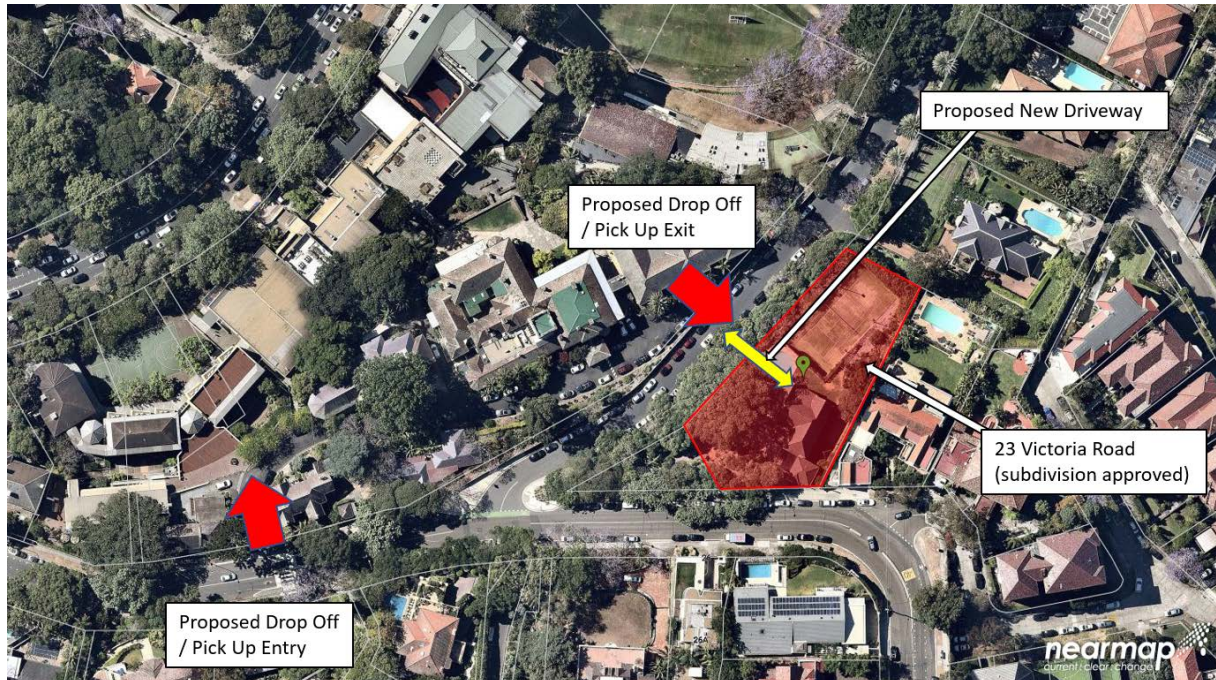 Proposed New Driveway
Proposed Drop Off
/ Pick Up Exit
23 Victoria Road
(subdivision approved)
Proposed Drop Off
/ Pick Up Entry
26A
nearmap
current:clear:change: